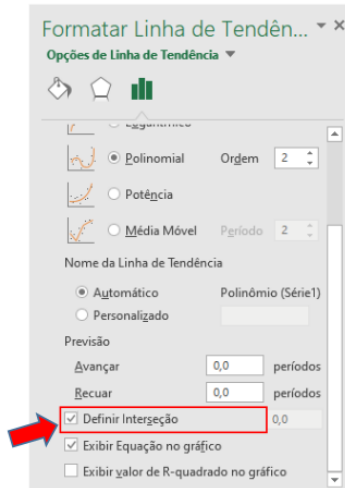 Formatar Linha de Tendên...
Opções de Linha de Tendência
Logarítmico
Polinomial Ordem 2
Potência
Média Móvel Período 2
Nome da Linha de Tendência
Automático Polinômio (Série1)
Personalizado
Previsão
Avançar 0,0 períodos
Recuar 0,0 períodos
Definir Interseção 0,0
Exibir Equação no gráfico
Exibir valor de R-quadrado no gráfico